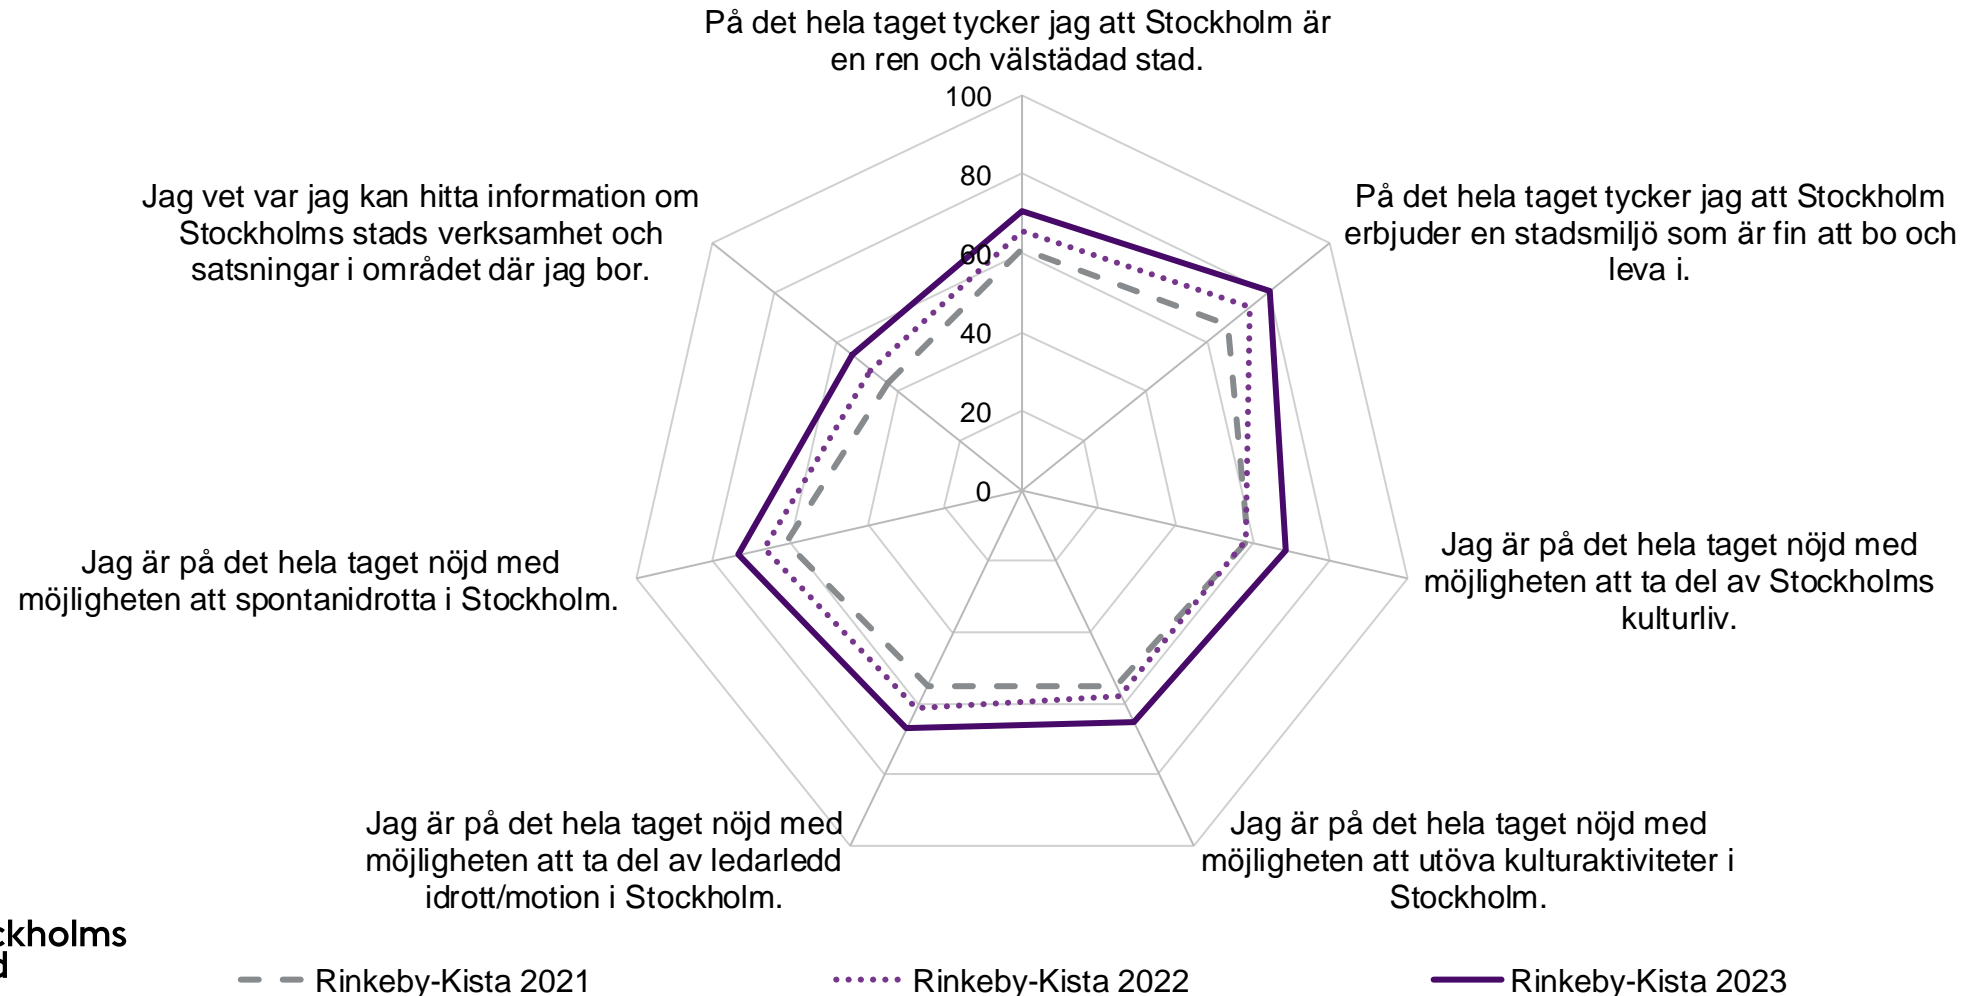 På det hela taget tycker jag att Stockholm är
en ren och välstädad stad.
100
80
60
40
20
0
På det hela taget tycker jag att Stockholm
erbjuder en stadsmiljö som är fin att bo och
leva i.
Jag är på det hela taget nöjd med
möjligheten att ta del av Stockholms
kulturliv.
Jag är på det hela taget nöjd med
möjligheten att utöva kulturaktiviteter i
Stockholm.
Jag är på det hela taget nöjd med
möjligheten att ta del av ledarledd
idrott/motion i Stockholm.
Jag är på det hela taget nöjd med
möjligheten att spontanidrotta i Stockholm.
Jag vet var jag kan hitta information om
Stockholms stads verksamhet och
satsningar i området där jag bor.
ckholms
d
Rinkeby-Kista 2021
Rinkeby-Kista 2022
Rinkeby-Kista 2023